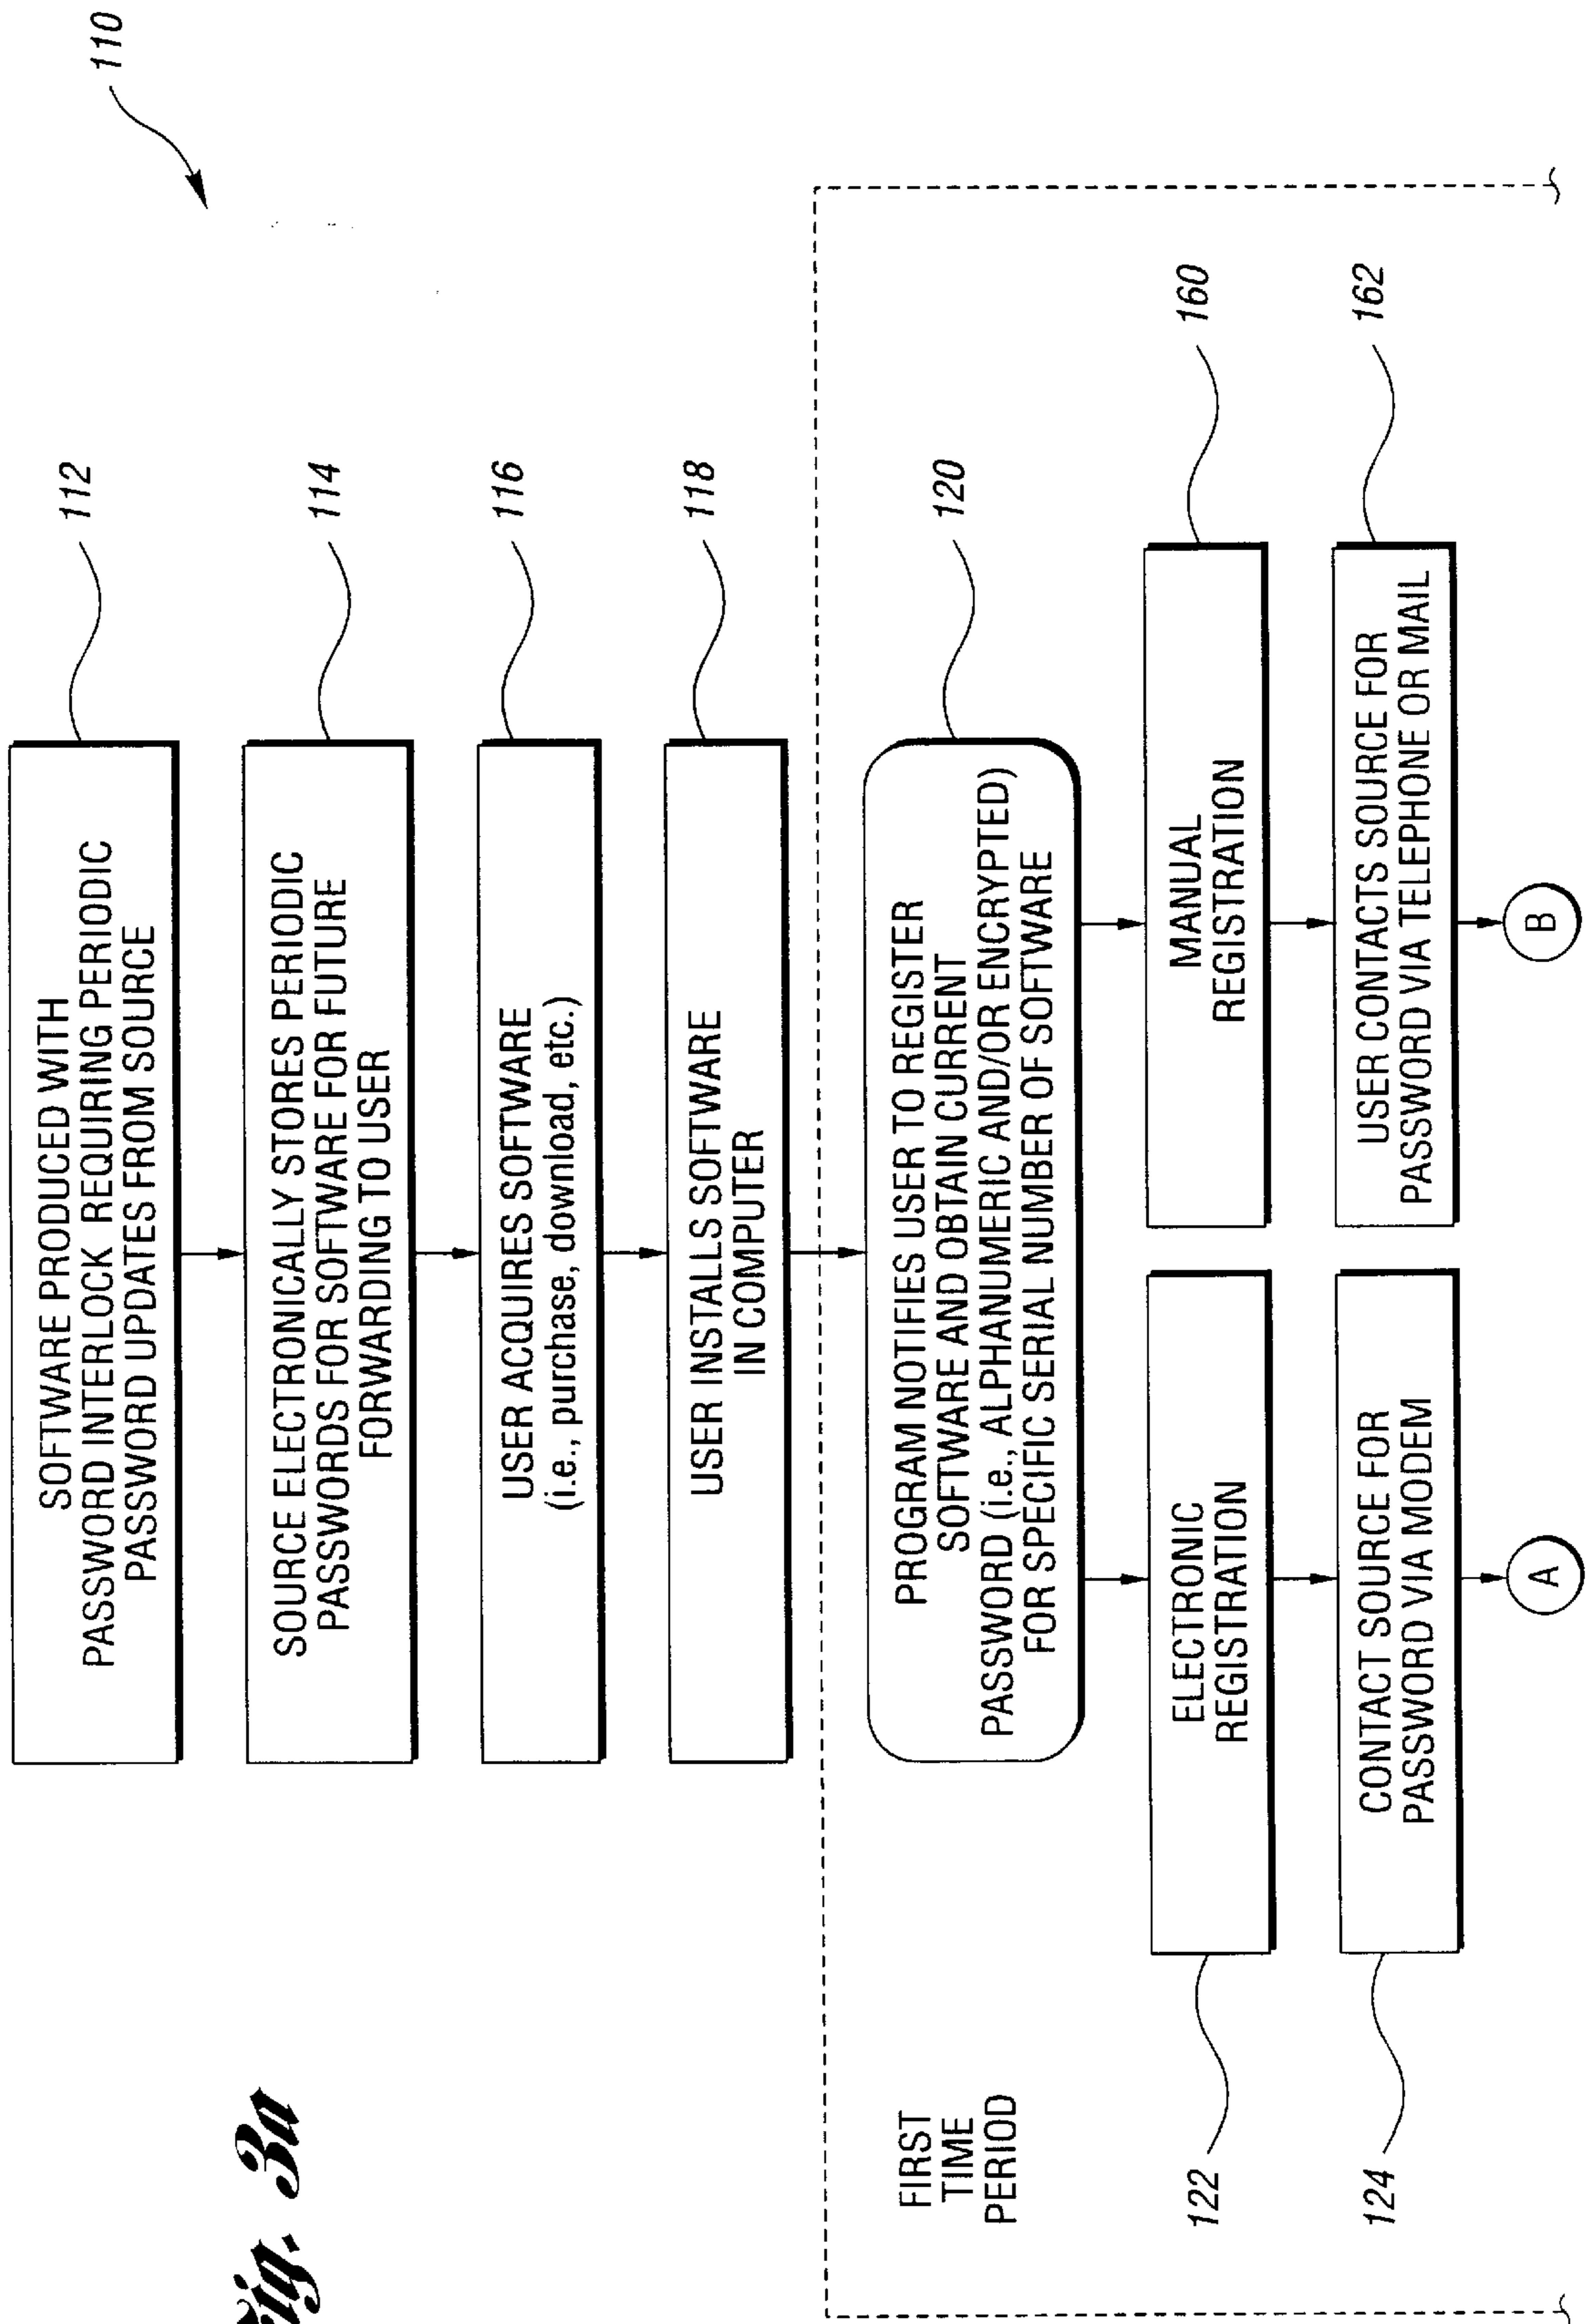 Fig. 3a
110
SOFTWARE PRODUCED WITH
PASSWORD INTERLOCK REQUIRING PERIODIC
PASSWORD UPDATES FROM SOURCE
112
SOURCE ELECTRONICALLY STORES PERIODIC
PASSWORDS FOR SOFTWARE FOR FUTURE
FORWARDING TO USER
114
USER ACQUIRES SOFTWARE
(i.e., purchase, download, etc.)
116
USER INSTALLS SOFTWARE
IN COMPUTER
118
FIRST
TIME
PERIOD
PROGRAM NOTIFIES USER TO REGISTER
SOFTWARE AND OBTAIN CURRENT
PASSWORD (i.e., ALPHANUMERIC AND/OR ENCRYPTED)
FOR SPECIFIC SERIAL NUMBER OF SOFTWARE
120
122
ELECTRONIC
REGISTRATION
MANUAL
REGISTRATION
160
124
CONTACT SOURCE FOR
PASSWORD VIA MODEM
USER CONTACTS SOURCE FOR
PASSWORD VIA TELEPHONE OR MAIL
162
A
B